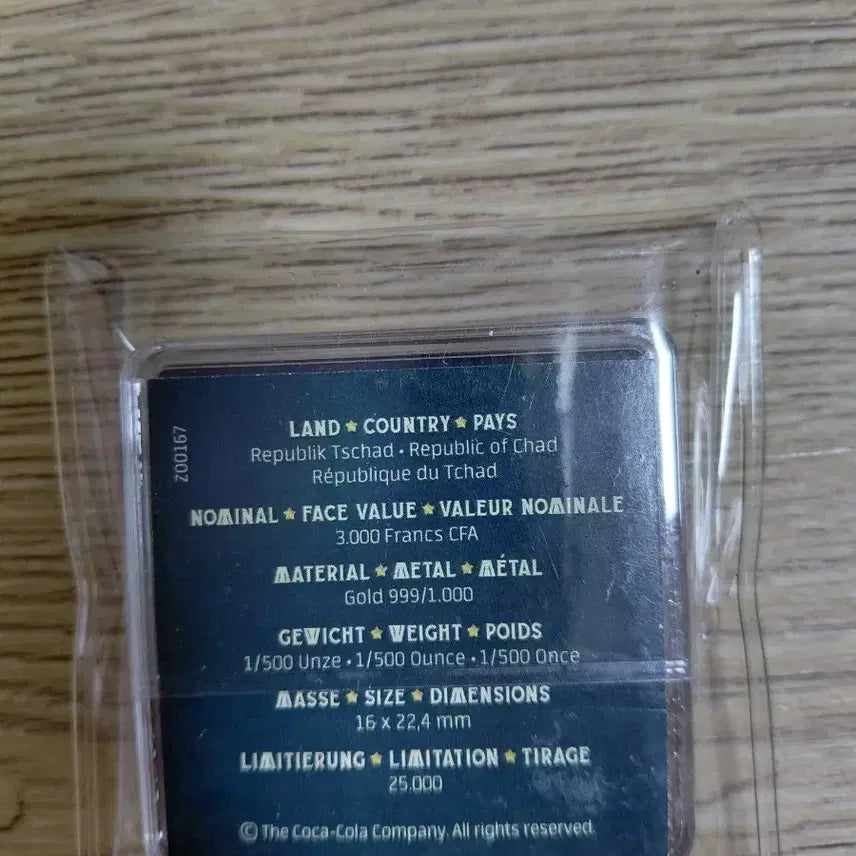 Z00167
LAND ★ COUNTRY ★ PAYS
Republik Tschad • Republic of Chad
République du Tchad
NOMINAL ★ FACE VALUE ★ VALEUR NOMINALE
3.000 Francs CFA
MATERIAL ★ METAL ★ MÉTAL
Gold 999/1.000
GEWICHT ★ WEIGHT ★ POIDS
1/500 Unze • 1/500 Ounce • 1/500 Once
MASSE ★ SIZE ★ DIMENSIONS
16 x 22,4 mm
LIMITIERUNG ★ LIMITATION ★ TIRAGE
25.000
© The Coca-Cola Company. All rights reserved.